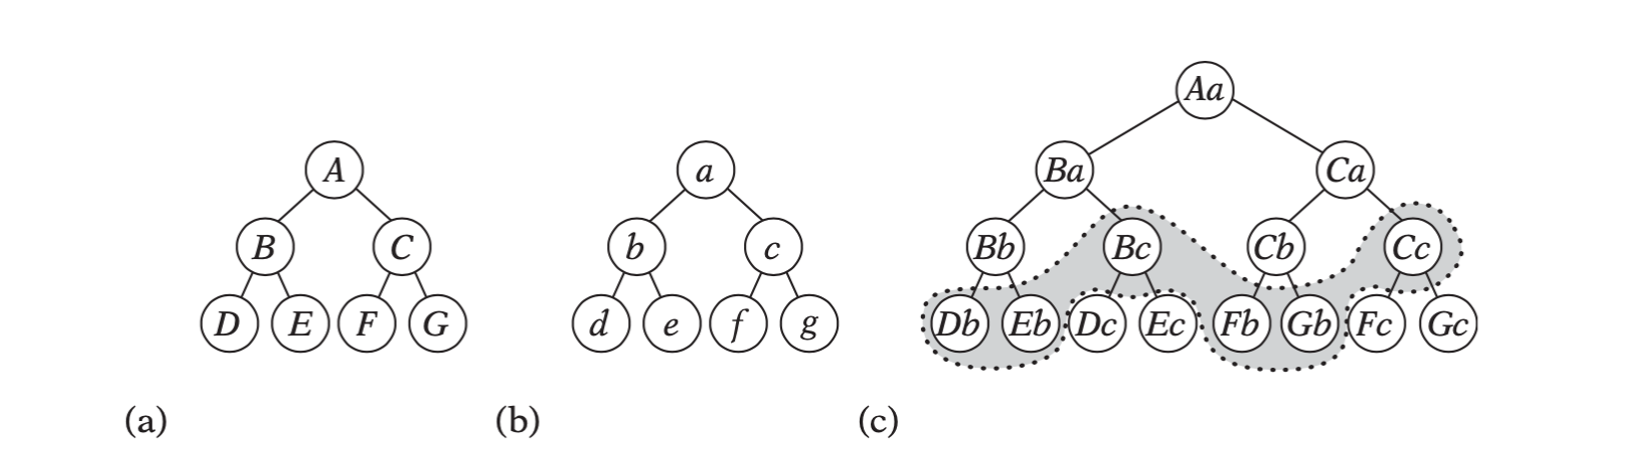 Aa
A a Ba Ca
B C b c Bb Bc Cb Cc
D E F G d e f g Db Eb Dc Ec Fb Gb Fc Gc
(a) (b) (c)